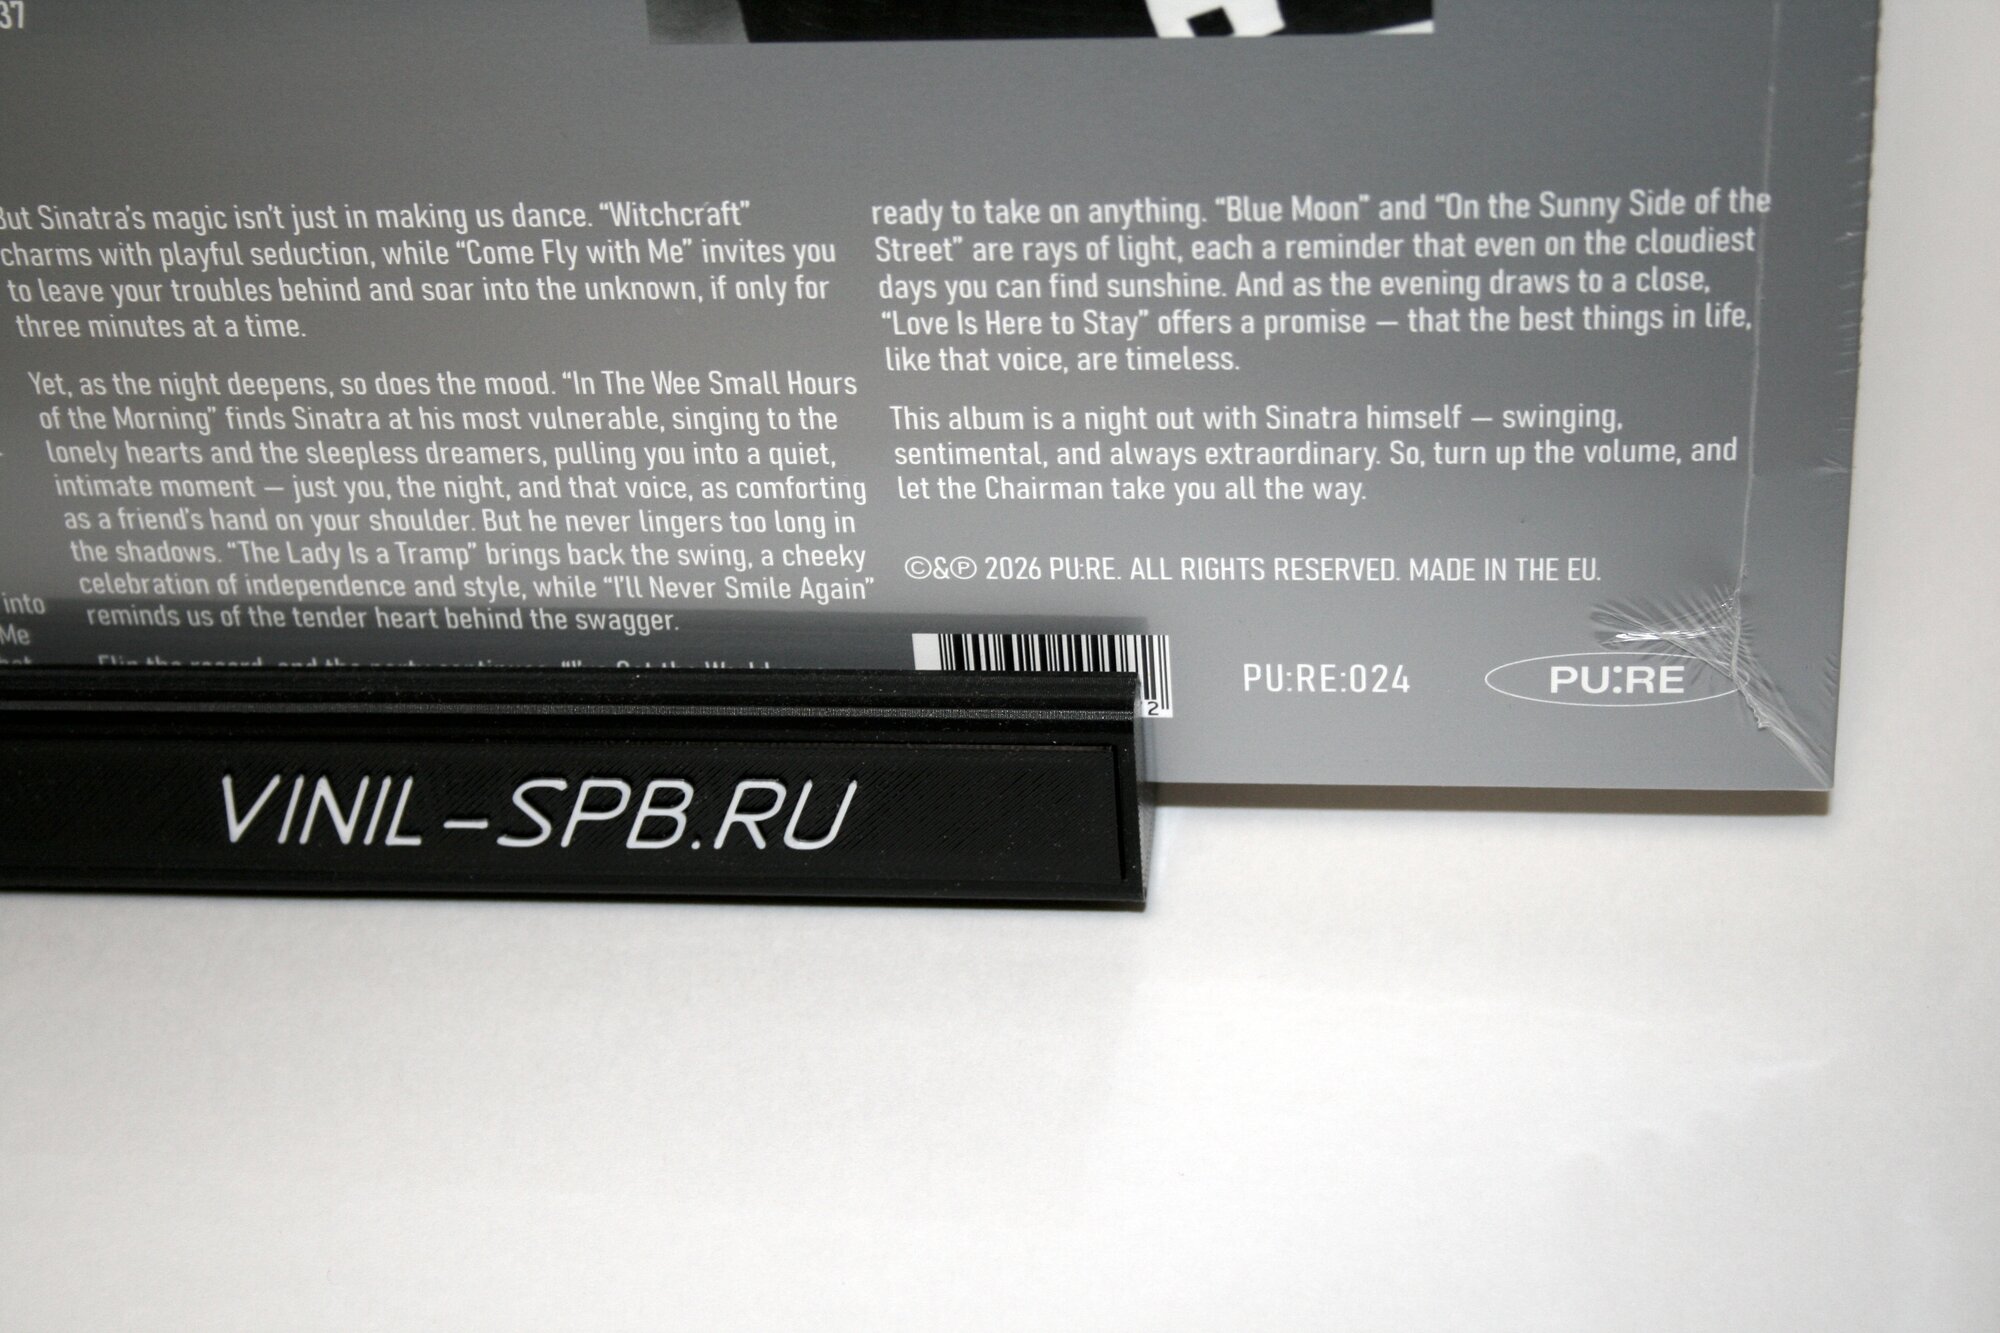 37
But Sinatra's magic isn't just in making us dance. “Witchcraft”
charms with playful seduction, while “Come Fly with Me” invites you
to leave your troubles behind and soar into the unknown, if only for
three minutes at a time.
Yet, as the night deepens, so does the mood. “In The Wee Small Hours
of the Morning” finds Sinatra at his most vulnerable, singing to the
lonely hearts and the sleepless dreamers, pulling you into a quiet,
intimate moment — just you, the night, and that voice, as comforting
as a friend's hand on your shoulder. But he never lingers too long in
the shadows. “The Lady Is a Tramp” brings back the swing, a cheeky
celebration of independence and style, while “I'll Never Smile Again”
reminds us of the tender heart behind the swagger.
into
Me
ready to take on anything. “Blue Moon” and “On the Sunny Side of the
Street” are rays of light, each a reminder that even on the cloudiest
days you can find sunshine. And as the evening draws to a close,
“Love Is Here to Stay” offers a promise — that the best things in life,
like that voice, are timeless.
This album is a night out with Sinatra himself — swinging,
sentimental, and always extraordinary. So, turn up the volume, and
let the Chairman take you all the way.
©&℗ 2026 PU:RE. ALL RIGHTS RESERVED. MADE IN THE EU.
2
PU:RE:024
PU:RE
VINIL-SPB.RU